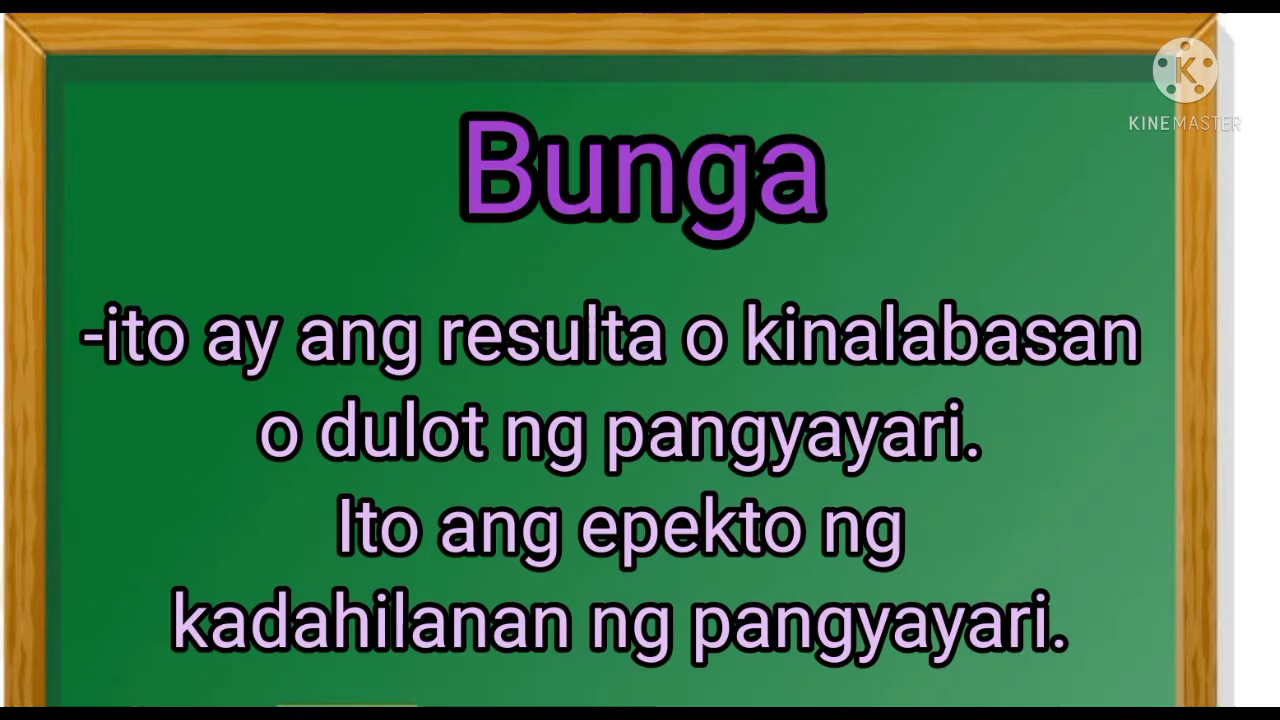 KINEMASTER
Bunga
-ito ay ang resulta o kinalabasan
o dulot ng pangyayari.
Ito ang epekto ng
kadahilanan ng pangyayari.